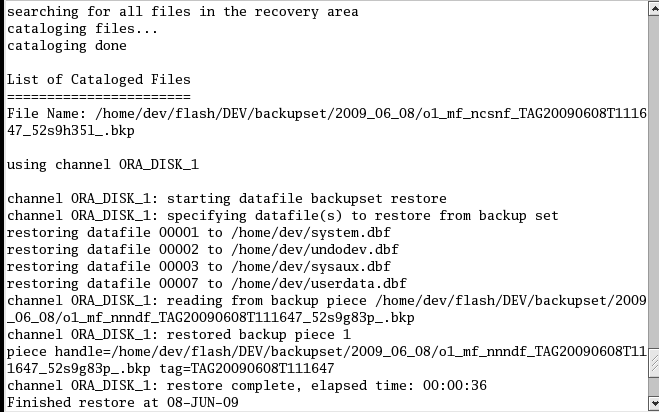 searching for all files in the recovery area
cataloging files...
cataloging done
List of Cataloged Files
=======================
File Name: /home/dev/flash/DEV/backupset/2009_06_08/o1_mf_ncsnf_TAG20090608T1116
47_52s9h35l_.bkp
using channel ORA_DISK_1
channel ORA_DISK_1: starting datafile backupset restore
channel ORA_DISK_1: specifying datafile(s) to restore from backup set
restoring datafile 00001 to /home/dev/system.dbf
restoring datafile 00002 to /home/dev/undodev.dbf
restoring datafile 00003 to /home/dev/sysaux.dbf
restoring datafile 00007 to /home/dev/userdata.dbf
channel ORA_DISK_1: reading from backup piece /home/dev/flash/DEV/backupset/2009
_06_08/o1_mf_nnndf_TAG20090608T111647_52s9g83p_.bkp
channel ORA_DISK_1: restored backup piece 1
piece handle=/home/dev/flash/DEV/backupset/2009_06_08/o1_mf_nnndf_TAG20090608T11
1647_52s9g83p_.bkp tag=TAG20090608T111647
channel ORA_DISK_1: restore complete, elapsed time: 00:00:36
Finished restore at 08-JUN-09